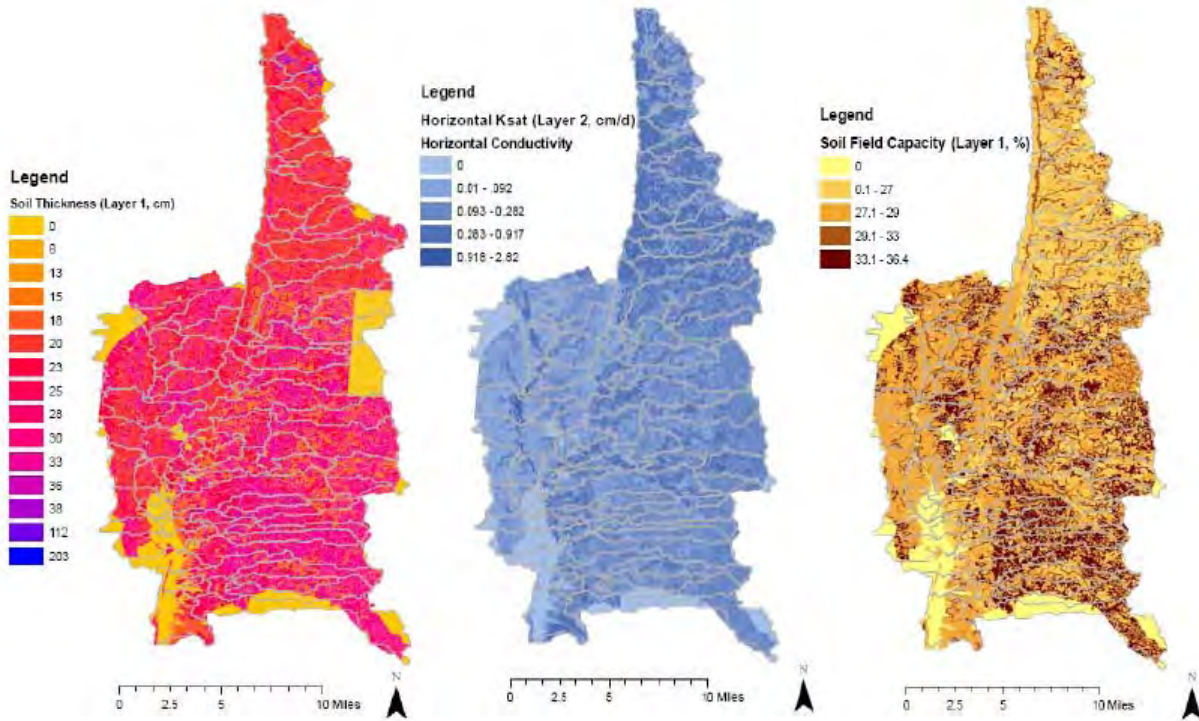 Legend
Soil Thickness (Layer 1, cm)
0
8
13
15
18
20
23
25
28
30
33
36
38
112
203
0 2.5 5 10 Miles
N
Legend
Horizontal Ksat (Layer 2, cm/d)
Horizontal Conductivity
0
0.01 - .092
0.093 - 0.282
0.283 - 0.917
0.918 - 2.82
0 2.5 5 10 Miles
N
Legend
Soil Field Capacity (Layer 1, %)
0
0.1 - 27
27.1 - 29
29.1 - 33
33.1 - 36.4
0 2.5 5 10 Miles
N